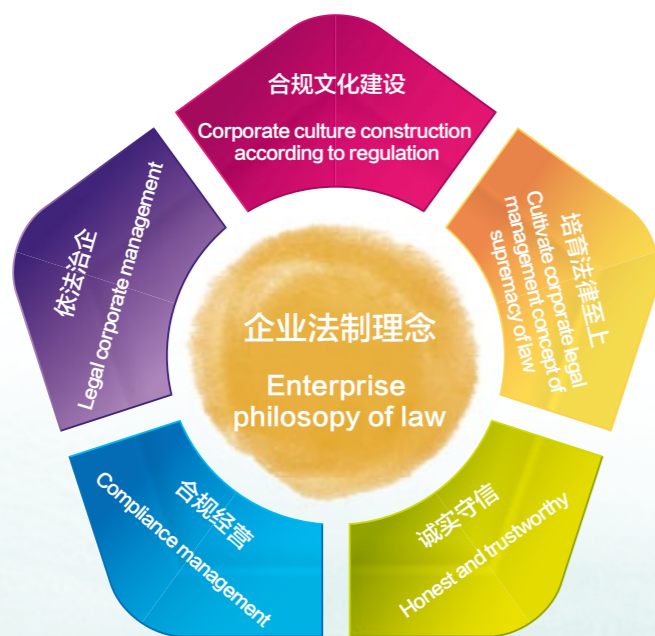 合规文化建设
Corporate culture construction
according to regulation
培育法律至上
Cultivate corporate legal
management concept of
supremacy of law
诚实守信
Honest and trustworthy
合规经营
Compliance management
依法治企
Legal corporate management
企业法制理念
Enterprise
philosopy of law